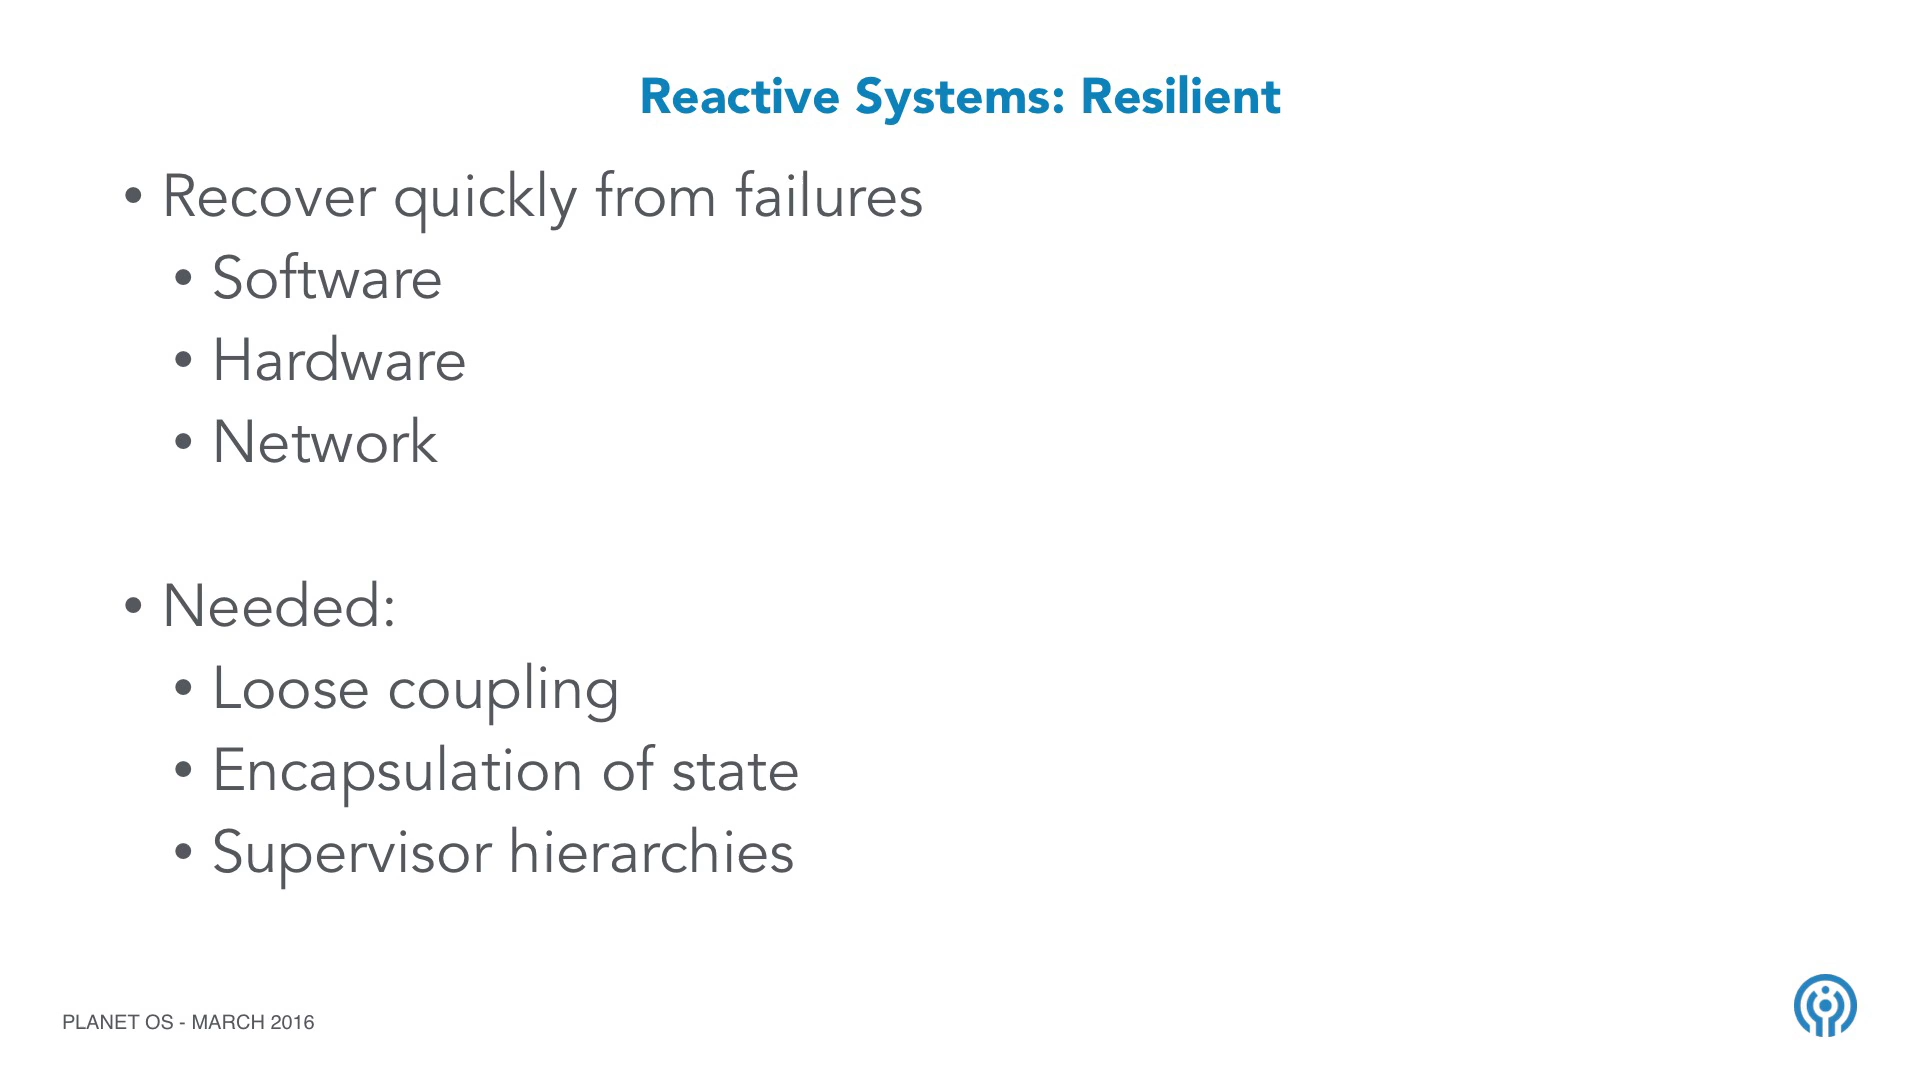 Reactive Systems: Resilient
• Recover quickly from failures
• Software
• Hardware
• Network
• Needed:
• Loose coupling
• Encapsulation of state
• Supervisor hierarchies
PLANET OS - MARCH 2016